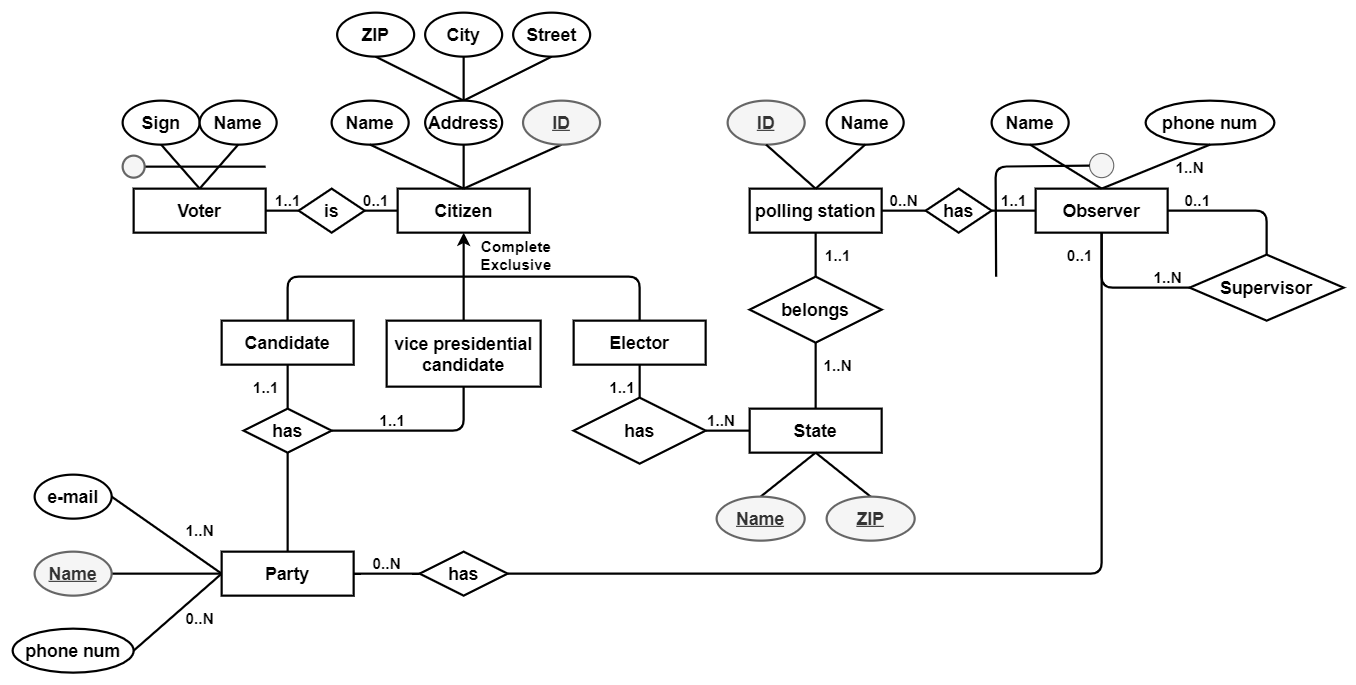 ZIP City Street
Sign Name Name Address ID ID Name Name phone num
1..N
Voter 1..1 is 0..1 Citizen polling station 0..N has 1..1 Observer 0..1
Complete
Exclusive
1..1 0..1
1..N Supervisor
belongs
Candidate vice presidential
candidate Elector
1..N
1..1 1..1
has 1..1 has 1..N State
e-mail
1..N
Name ZIP
Name Party 0..N has
0..N
phone num